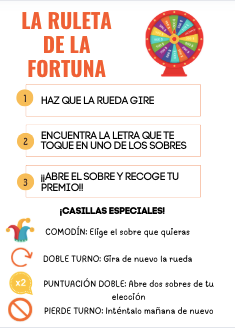 LA RULETA
DE LA
FORTUNA
1
HAZ QUE LA RUEDA GIRE
2
ENCUENTRA LA LETRA QUE TE
TOQUE EN UNO DE LOS SOBRES
3
¡¡ABRE EL SOBRE Y RECOGE TU
PREMIO!!
¡CASILLAS ESPECIALES!
COMODÍN: Elige el sobre que quieras
DOBLE TURNO: Gira de nuevo la rueda
x2
PUNTUACIÓN DOBLE: Abre dos sobres de tu
elección
PIERDE TURNO: Inténtalo mañana de nuevo